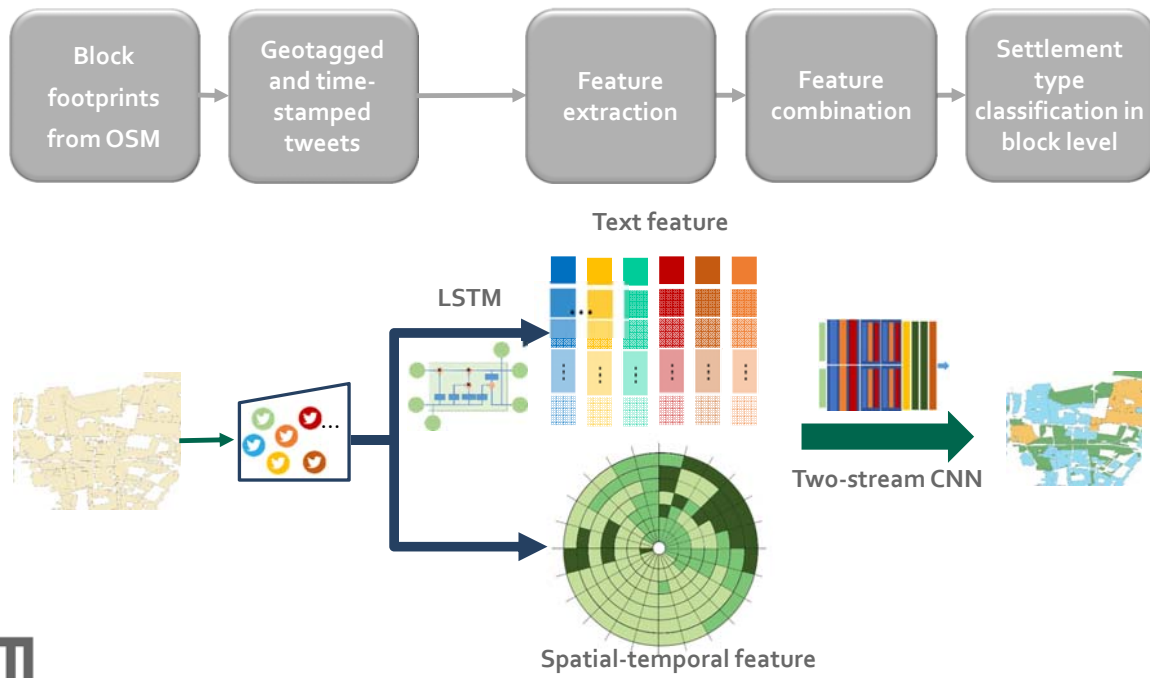 Block
footprints
from OSM
Geotagged
and time-
stamped
tweets
Feature
extraction
Feature
combination
Settlement
type
classification in
block level
Text feature
LSTM
...
Two-stream CNN
Spatial-temporal feature